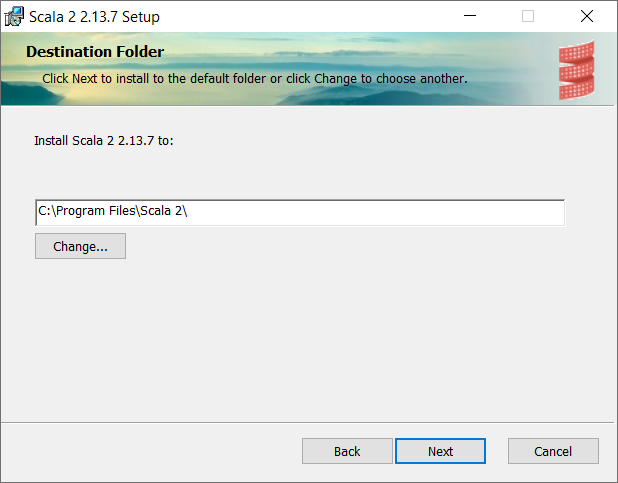 Scala 2 2.13.7 Setup
Destination Folder
Click Next to install to the default folder or click Change to choose another.
Install Scala 2 2.13.7 to:
C:\Program Files\Scala 2\
Change...
Back
Next
Cancel